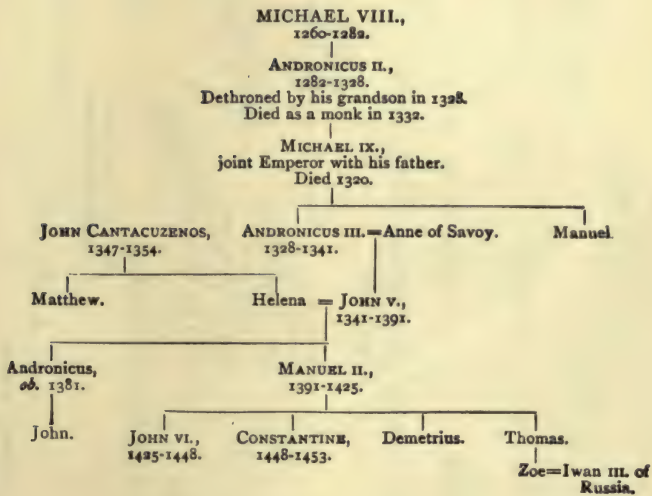 MICHAEL VIII.,
1260-1282.
ANDRONICUS II.,
1282-1328.
Dethroned by his grandson in 1328.
Died as a monk in 1332.
MICHAEL IX.,
joint Emperor with his father.
Died 1320.
JOHN CANTACUZENOS,
1347-1354.
ANDRONICUS III. = Anne of Savoy.
1328-1341.
Manuel.
Matthew.
Helena = JOHN V.,
1341-1391.
Andronicus,
ob. 1381.
MANUEL II.,
1391-1425.
John.
JOHN VI.,
1425-1448.
CONSTANTINE,
1448-1453.
Demetrius.
Thomas.
Zoe=Iwan III. of
Russia.